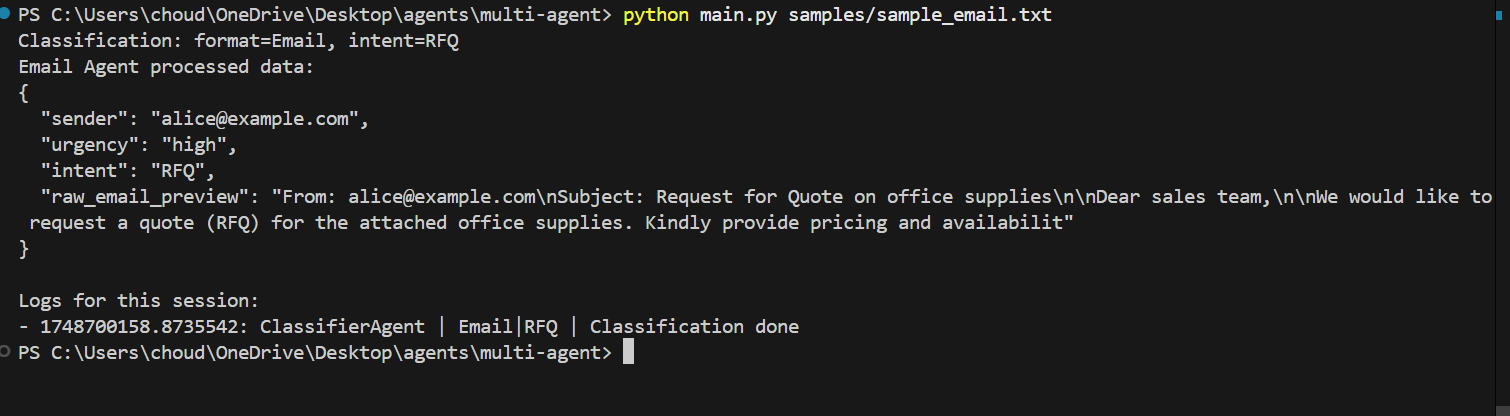 PS C:\Users\choud\OneDrive\Desktop\agents\multi-agent> python main.py samples/sample_email.txt
Classification: format=Email, intent=RFQ
Email Agent processed data:
{
  "sender": "alice@example.com",
  "urgency": "high",
  "intent": "RFQ",
  "raw_email_preview": "From: alice@example.com\nSubject: Request for Quote on office supplies\n\nDear sales team,\n\nWe would like to
 request a quote (RFQ) for the attached office supplies. Kindly provide pricing and availabilit"
}

Logs for this session:
- 1748700158.8735542: ClassifierAgent | Email|RFQ | Classification done
PS C:\Users\choud\OneDrive\Desktop\agents\multi-agent>